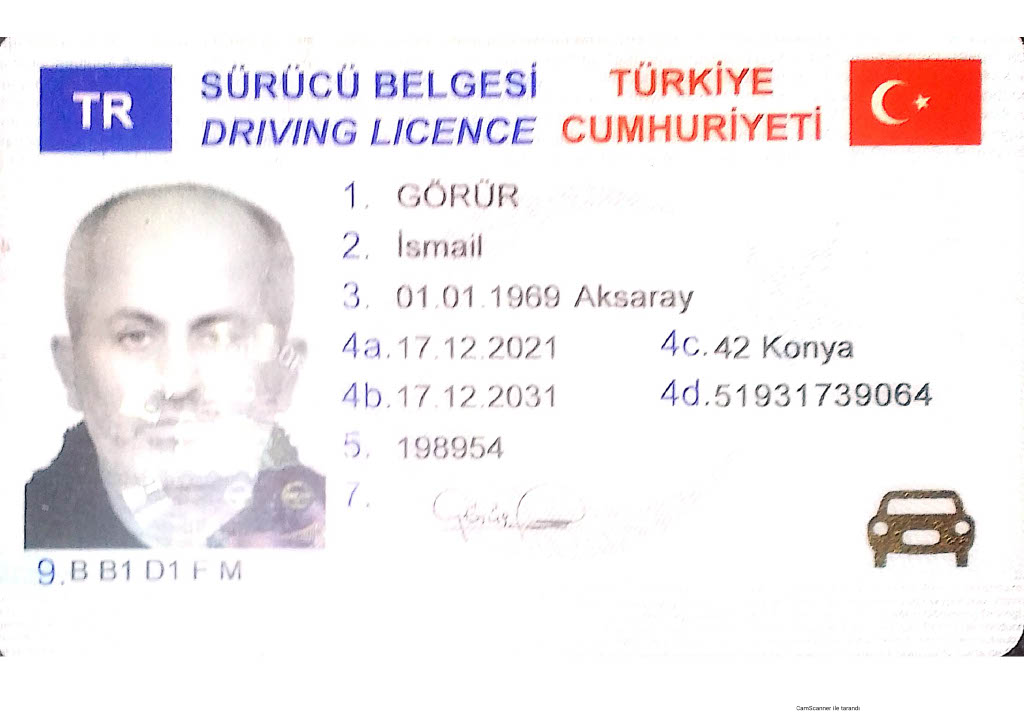 TR
SÜRÜCÜ BELGESİ
DRIVING LICENCE
TÜRKİYE
CUMHURİYETİ
1. GÖRÜR
2. İsmail
3. 01.01.1969 Aksaray
4a.17.12.2021 4c.42 Konya
4b.17.12.2031 4d.51931739064
5. 198954
7. Görür
9.B B1 D1 F M
CamScanner ile tarandı